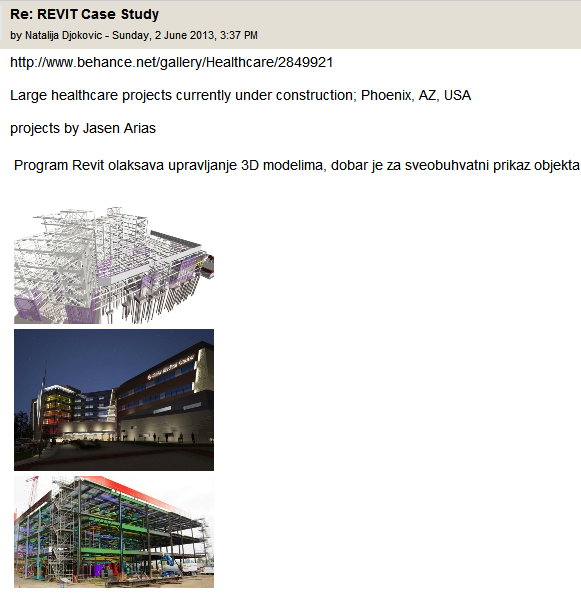 Re: REVIT Case Study
by Natalija Djokovic - Sunday, 2 June 2013, 3:37 PM
http://www.behance.net/gallery/Healthcare/2849921
Large healthcare projects currently under construction; Phoenix, AZ, USA
projects by Jasen Arias
Program Revit olaksava upravljanje 3D modelima, dobar je za sveobuhvatni prikaz objekta
Medical Center